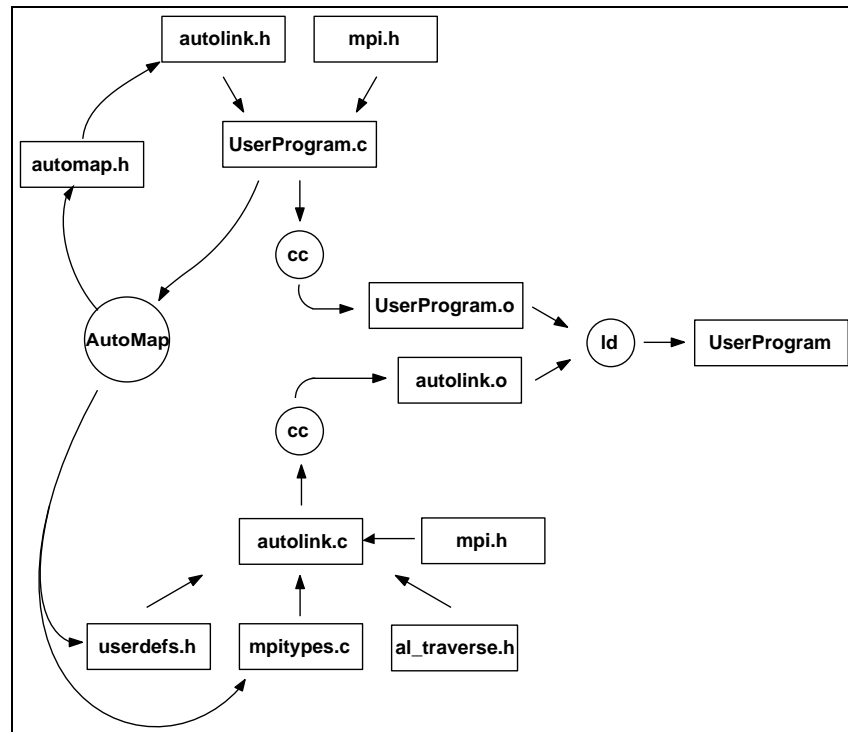 autolink.h
mpi.h
UserProgram.c
automap.h
cc
UserProgram.o
AutoMap
ld
UserProgram
autolink.o
cc
autolink.c
mpi.h
userdefs.h
mpitypes.c
al_traverse.h